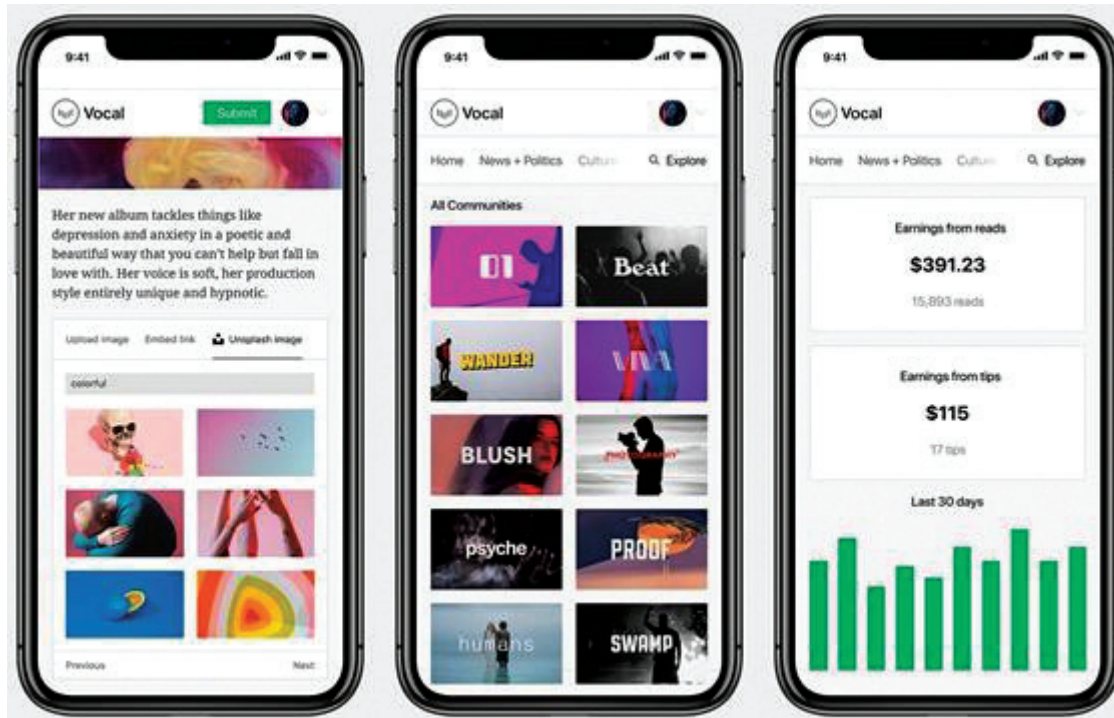 9:41
Vocal
Submit
Her new album tackles things like
depression and anxiety in a poetic and
beautiful way that you can't help but fall in
love with. Her voice is soft, her production
style entirely unique and hypnotic.
Upload image Embed link Unsplash image
colorful
Previous Next
9:41
Vocal
Home News + Politics Culture Explore
All Communities
01 Beat
WANDER VIVA
BLUSH PHOTOGRAPHY
psyche PROOF
humans SWAMP
9:41
Vocal
Home News + Politics Culture Explore
Earnings from reads
$391.23
15,893 reads
Earnings from tips
$115
17 tips
Last 30 days